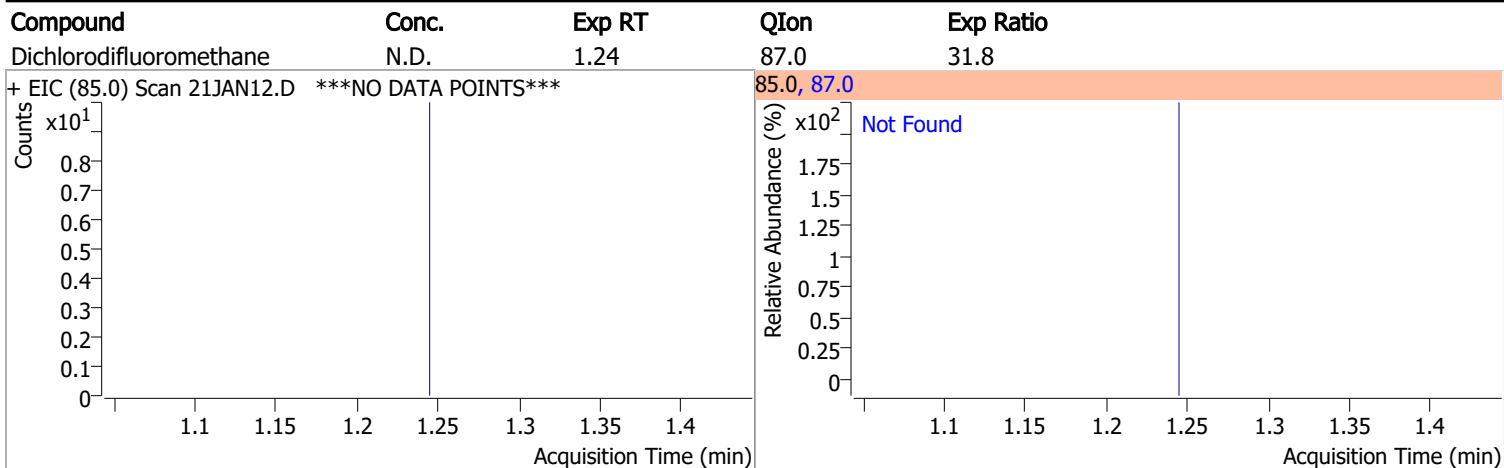 Compound Conc. Exp RT QIon Exp Ratio
Dichlorodifluoromethane N.D. 1.24 87.0 31.8
+ EIC (85.0) Scan 21JAN12.D ***NO DATA POINTS***
Counts
x10¹
0.8
0.7
0.6
0.5
0.4
0.3
0.2
0.1
0
1.1 1.15 1.2 1.25 1.3 1.35 1.4
Acquisition Time (min)
85.0, 87.0
Relative Abundance (%)
x10²
Not Found
1.75
1.5
1.25
1
0.75
0.5
0.25
0
1.1 1.15 1.2 1.25 1.3 1.35 1.4
Acquisition Time (min)